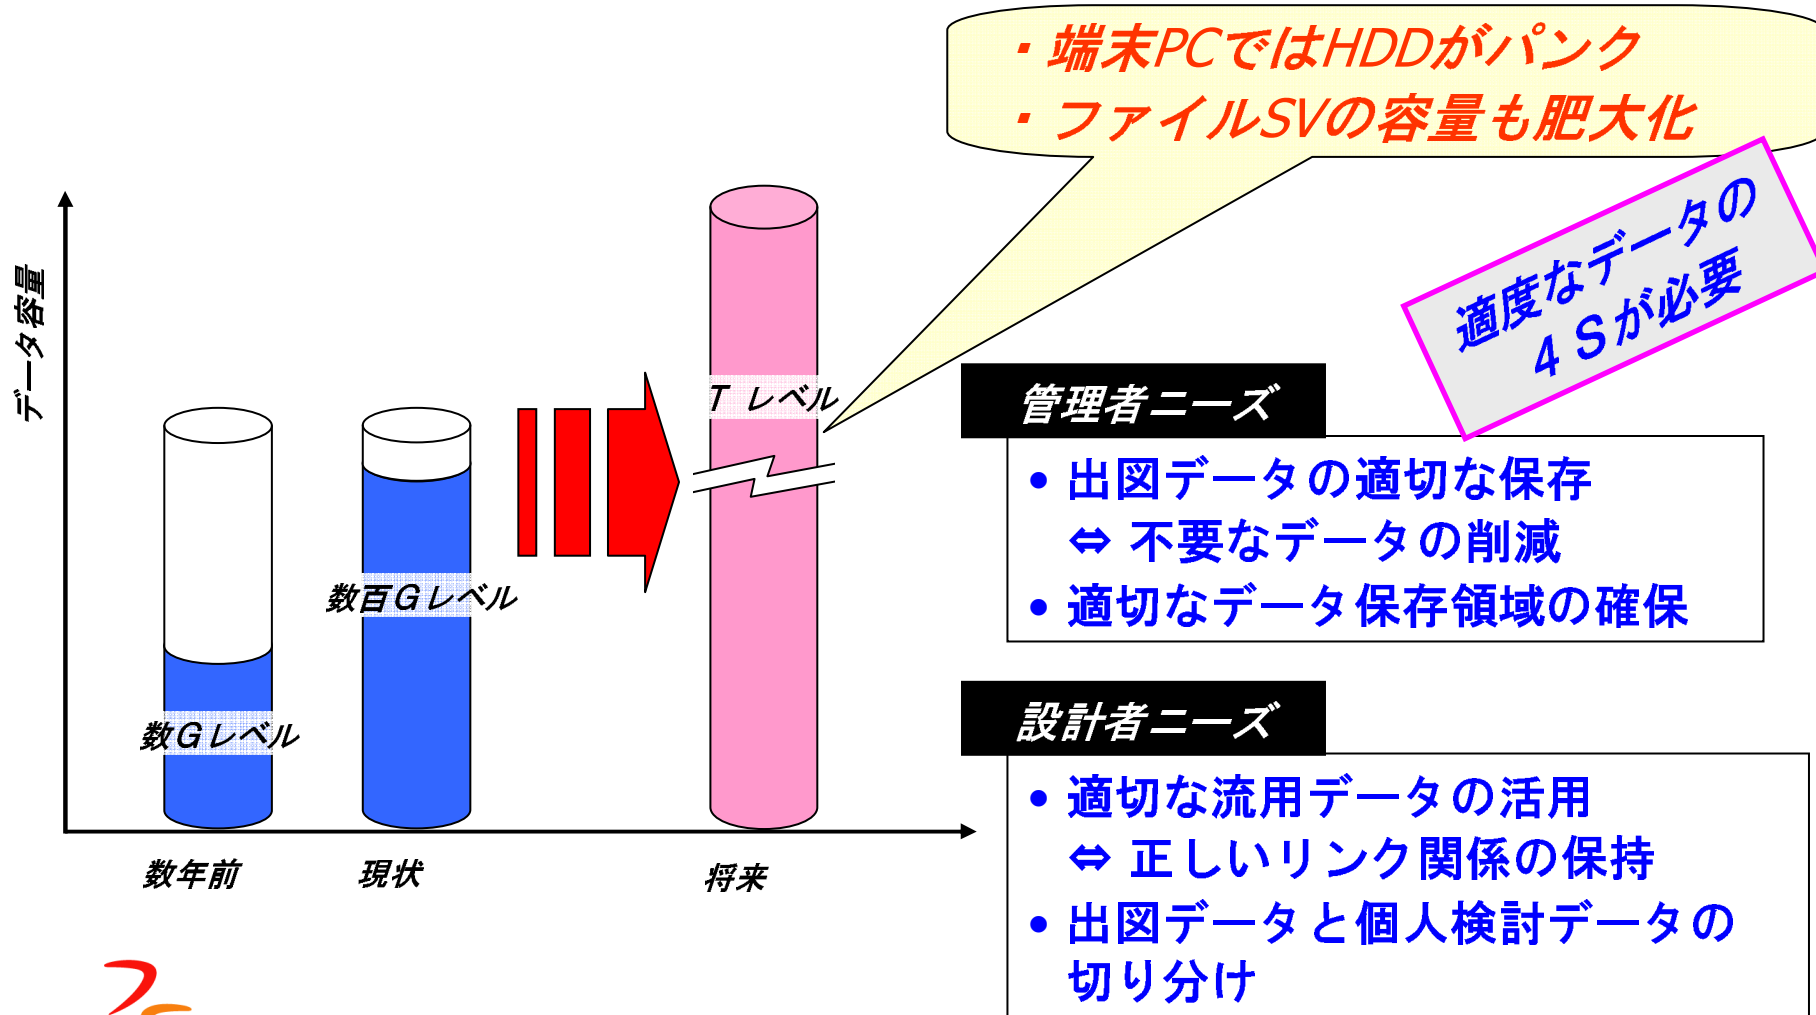 ・端末PCではHDDがパンク
・ファイルSVの容量も肥大化
適度なデータの
４Ｓが必要
データ容量
Ｔ レベル
数百Ｇレベル
数Ｇレベル
数年前
現状
将来
管理者ニーズ
• 出図データの適切な保存
⇔ 不要なデータの削減
• 適切なデータ保存領域の確保
設計者ニーズ
• 適切な流用データの活用
⇔ 正しいリンク関係の保持
• 出図データと個人検討データの
切り分け